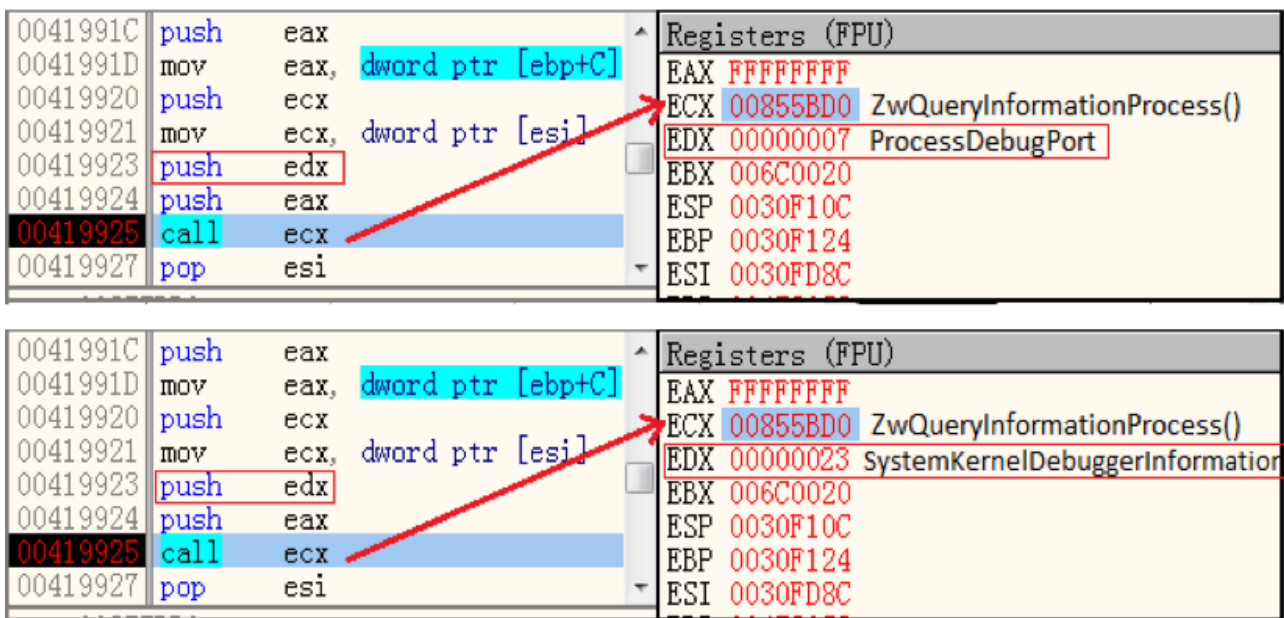 0041991C push eax
0041991D mov eax, dword ptr [ebp+C]
00419920 push ecx
00419921 mov ecx, dword ptr [esi]
00419923 push edx
00419924 push eax
00419925 call ecx
00419927 pop esi
Registers (FPU)
EAX FFFFFFFF
ECX 00855BD0 ZwQueryInformationProcess()
EDX 00000007 ProcessDebugPort
EBX 006C0020
ESP 0030F10C
EBP 0030F124
ESI 0030FD8C
0041991C push eax
0041991D mov eax, dword ptr [ebp+C]
00419920 push ecx
00419921 mov ecx, dword ptr [esi]
00419923 push edx
00419924 push eax
00419925 call ecx
00419927 pop esi
Registers (FPU)
EAX FFFFFFFF
ECX 00855BD0 ZwQueryInformationProcess()
EDX 00000023 SystemKernelDebuggerInformation
EBX 006C0020
ESP 0030F10C
EBP 0030F124
ESI 0030FD8C